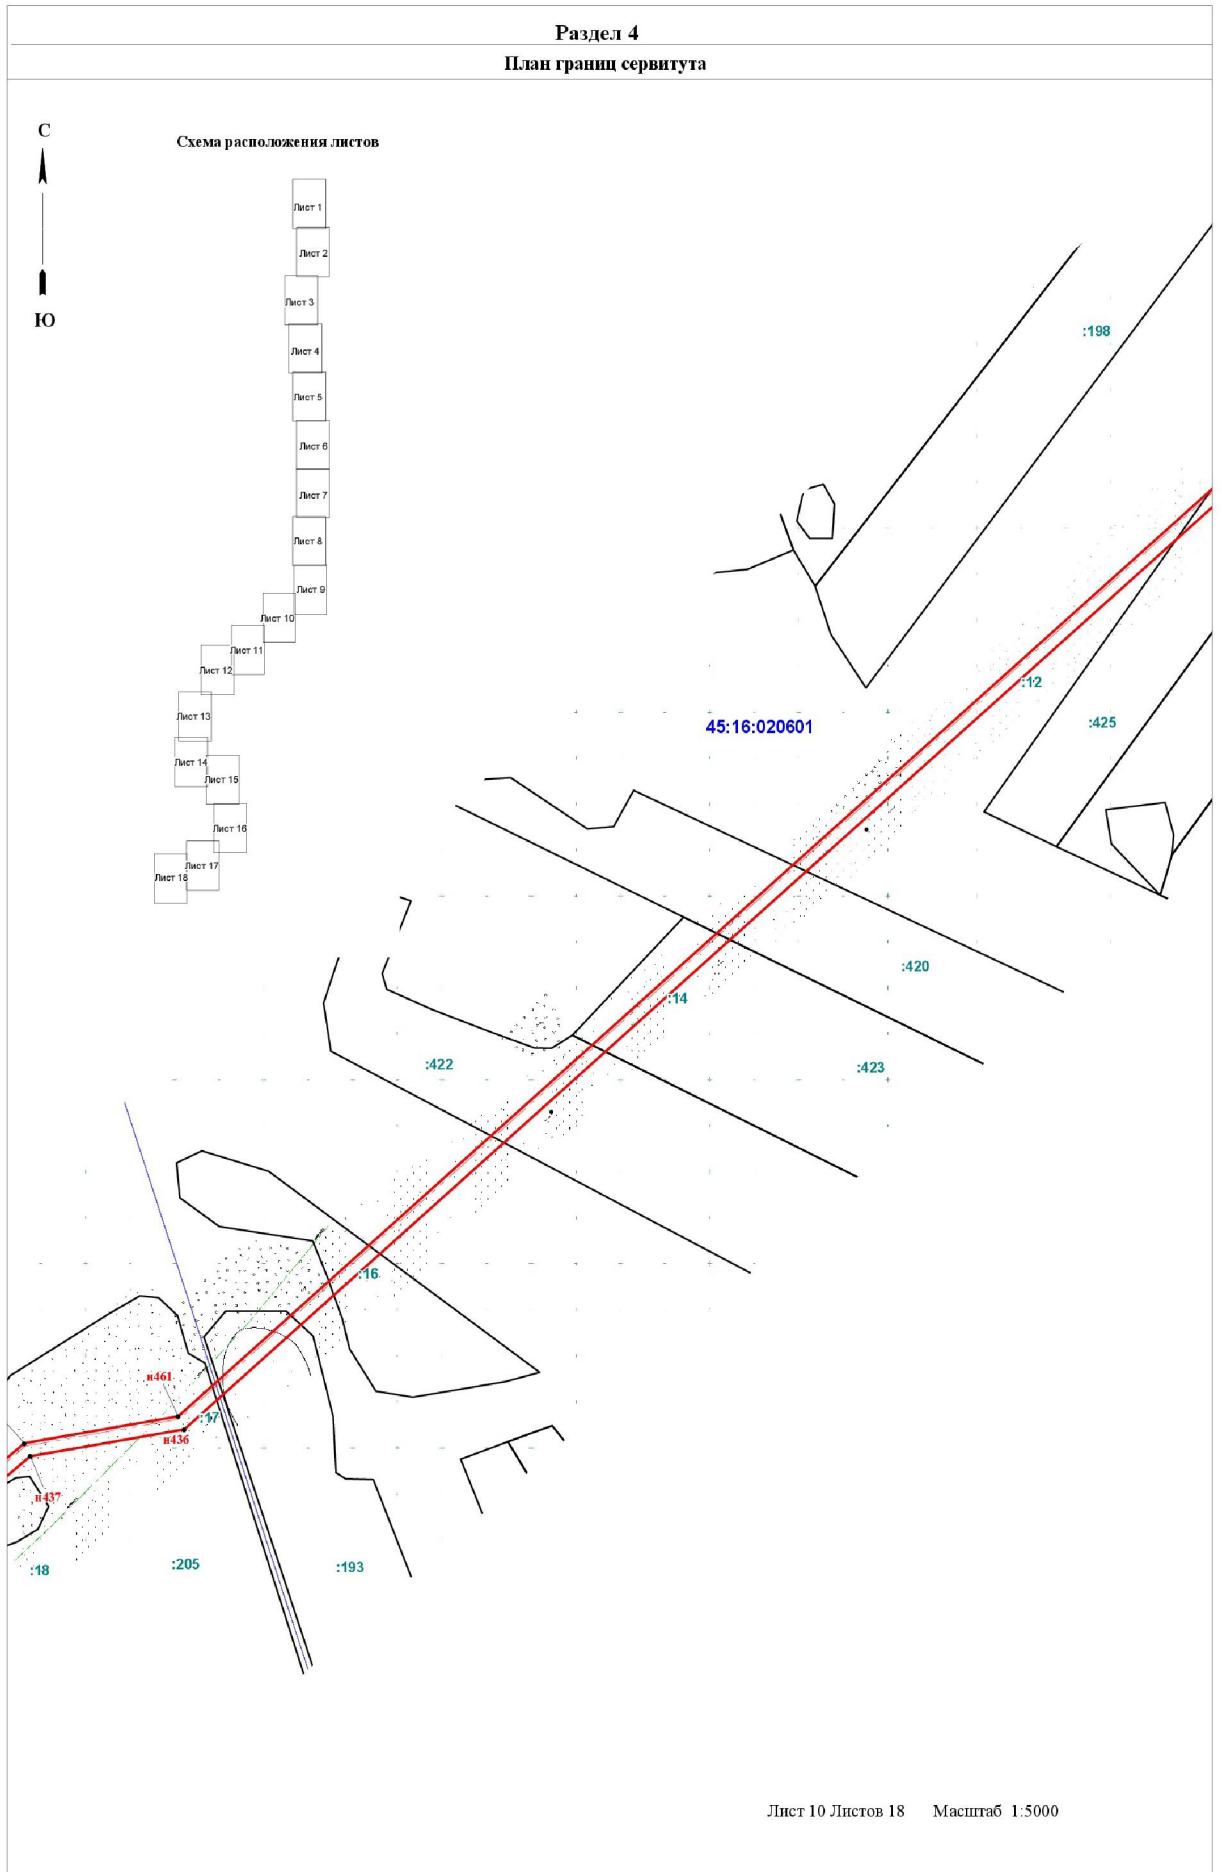 Раздел 4
План границ сервитута
С
Схема расположения листов
Ю
Лист 1
Лист 2
Лист 3
Лист 4
Лист 5
Лист 6
Лист 7
Лист 8
Лист 9
Лист 10
Лист 11
Лист 12
Лист 13
Лист 14
Лист 15
Лист 16
Лист 17
Лист 18
:198
:12
:425
45:16:020601
:420
:14
:422
:423
:16
н461
:17
н436
н437
:18
:205
:193
Лист 10 Листов 18 Масштаб 1:5000